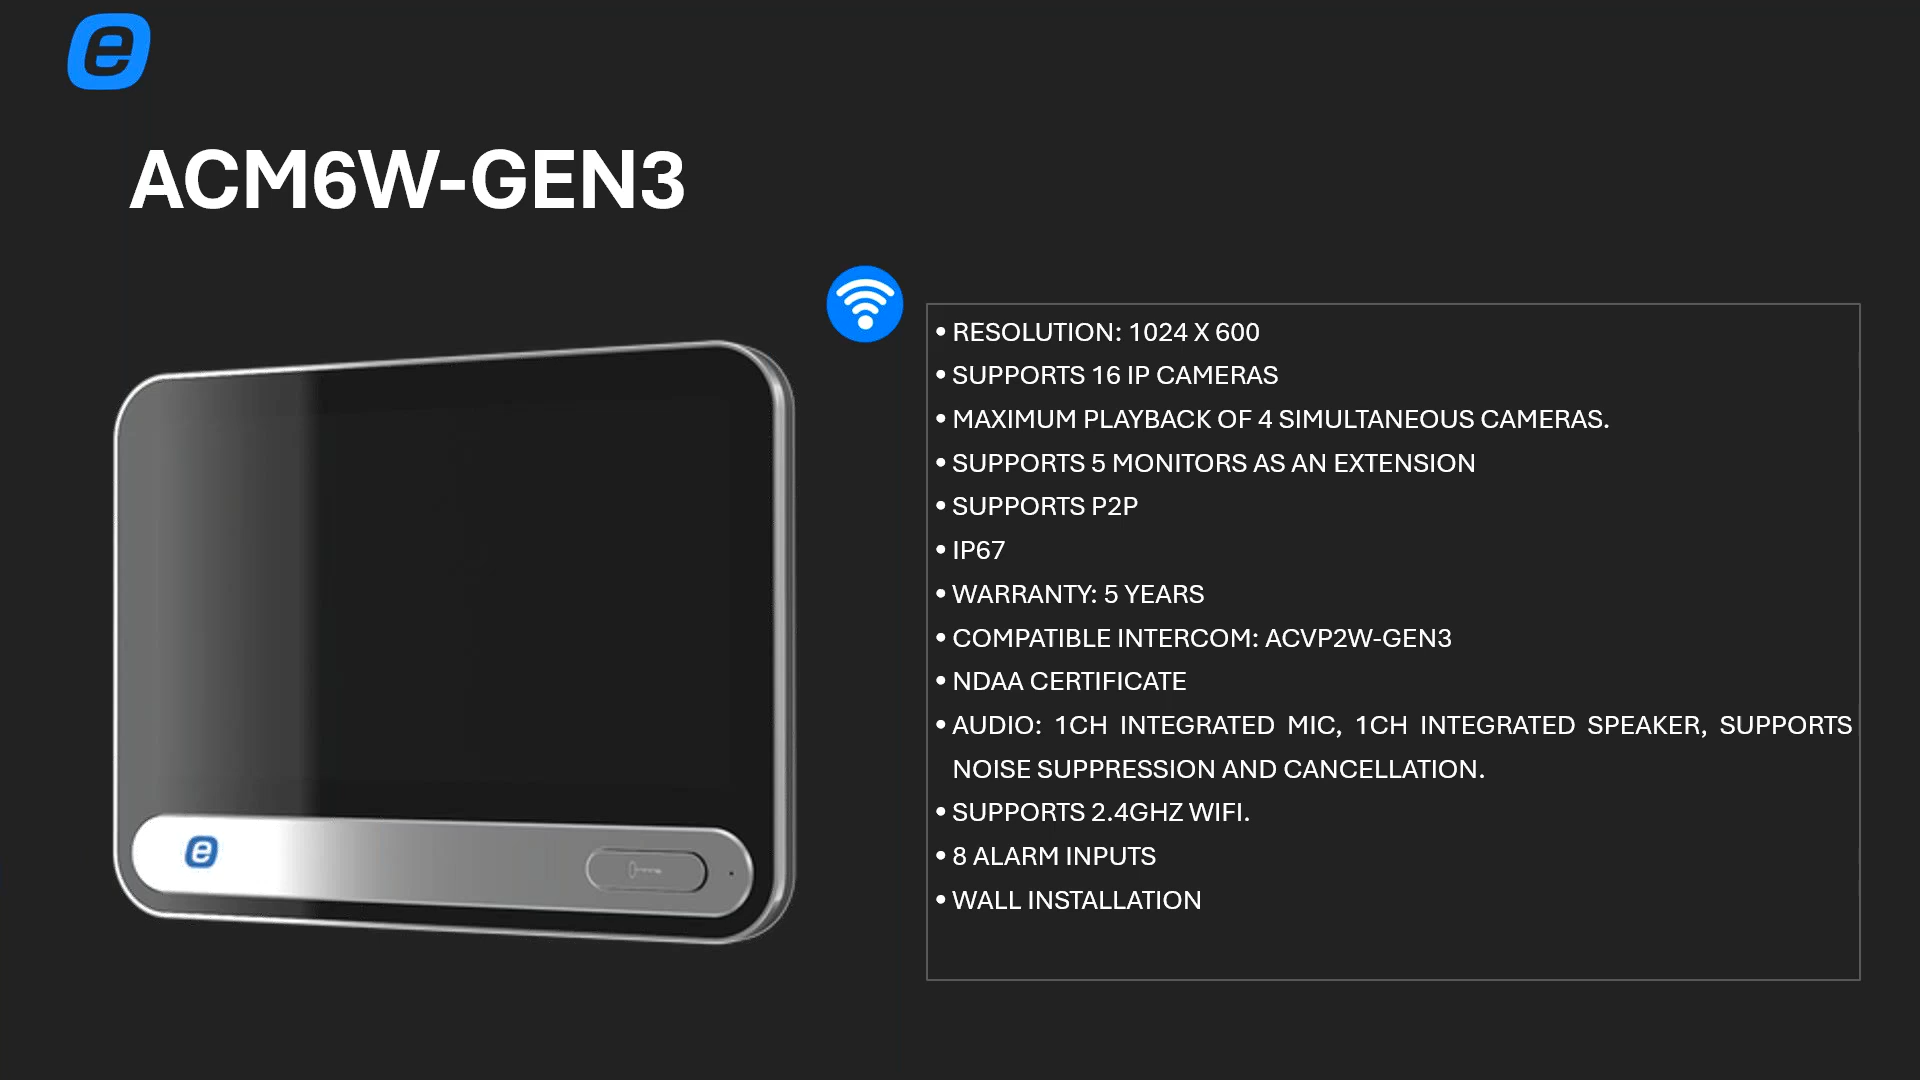 e
ACM6W-GEN3
• RESOLUTION: 1024 X 600
• SUPPORTS 16 IP CAMERAS
• MAXIMUM PLAYBACK OF 4 SIMULTANEOUS CAMERAS.
• SUPPORTS 5 MONITORS AS AN EXTENSION
• SUPPORTS P2P
• IP67
• WARRANTY: 5 YEARS
• COMPATIBLE INTERCOM: ACVP2W-GEN3
• NDAA CERTIFICATE
• AUDIO: 1CH INTEGRATED MIC, 1CH INTEGRATED SPEAKER, SUPPORTS
NOISE SUPPRESSION AND CANCELLATION.
• SUPPORTS 2.4GHZ WIFI.
• 8 ALARM INPUTS
• WALL INSTALLATION
e